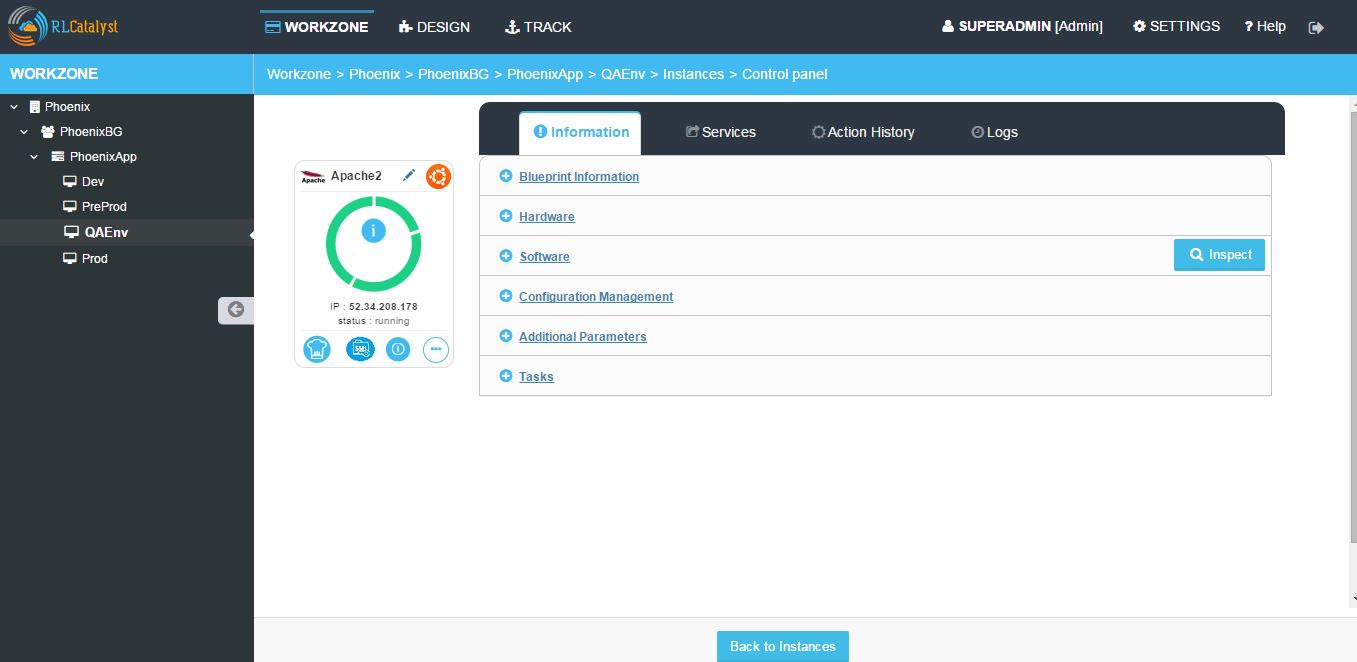 RLCatalyst
WORKZONE
DESIGN
TRACK
SUPERADMIN [Admin]
SETTINGS
? Help
WORKZONE
Workzone > Phoenix > PhoenixBG > PhoenixApp > QAEnv > Instances > Control panel
Phoenix
PhoenixBG
PhoenixApp
Dev
PreProd
QAEnv
Prod
Apache
Apache2
i
IP : 52.34.208.178
status : running
SSH
Information
Services
Action History
Logs
Blueprint Information
Hardware
Software
Inspect
Configuration Management
Additional Parameters
Tasks
Back to Instances